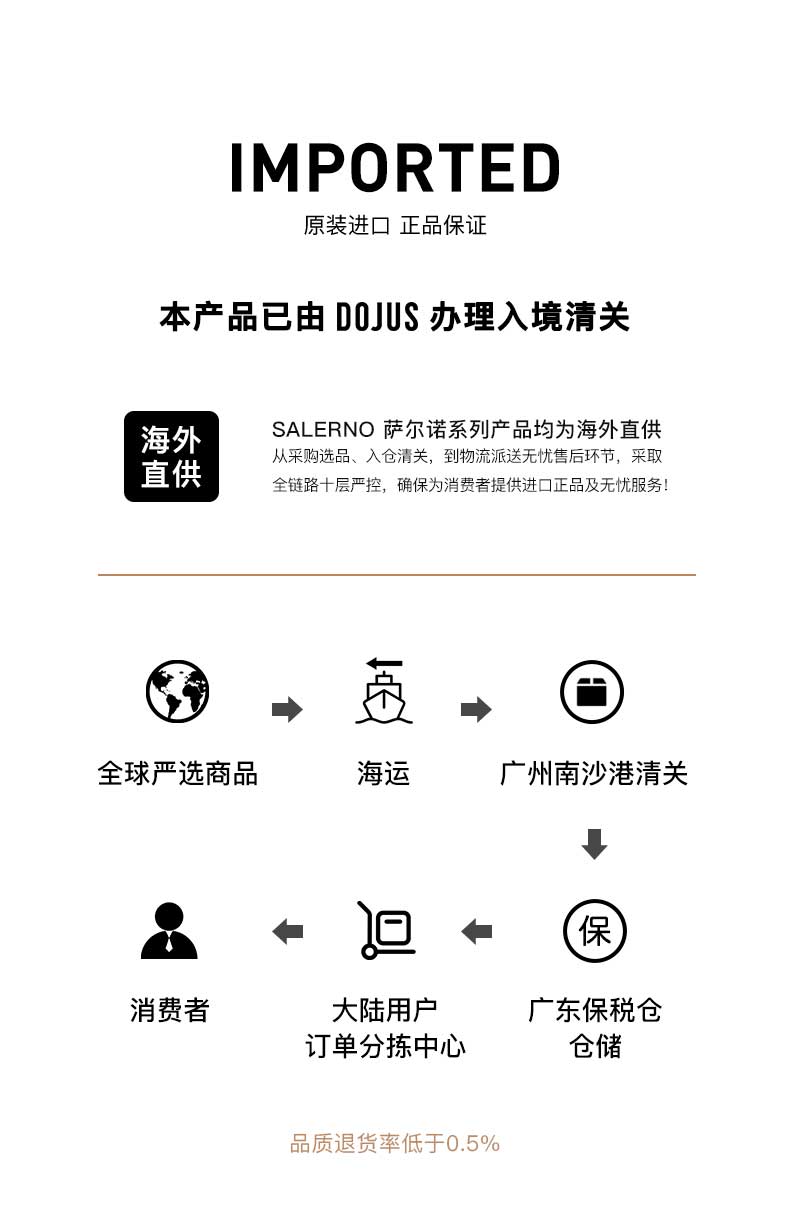 IMPORTED
原装进口 正品保证
本产品已由 DOJUS 办理入境清关
海外
直供
SALERNO 萨尔诺系列产品均为海外直供
从采购选品、入仓清关，到物流派送无忧售后环节，采取
全链路十层严控，确保为消费者提供进口正品及无忧服务！
全球严选商品
海运
广州南沙港清关
保
消费者
大陆用户
订单分拣中心
广东保税仓
仓储
品质退货率低于0.5%